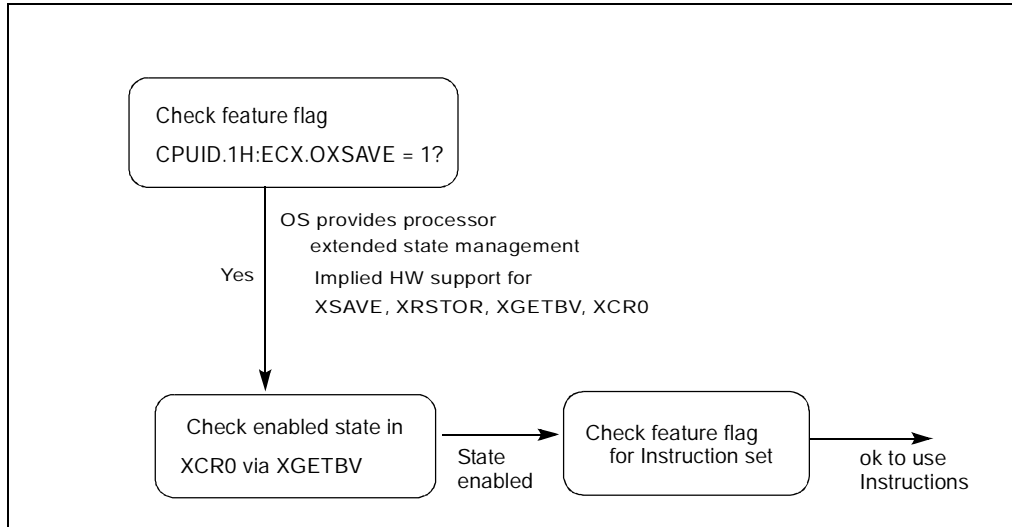 Check feature flag
CPUID.1H:ECX.OXSAVE = 1?
OS provides processor
extended state management
Yes
Implied HW support for
XSAVE, XRSTOR, XGETBV, XCR0
Check enabled state in
XCR0 via XGETBV
State
enabled
Check feature flag
for Instruction set
ok to use
Instructions